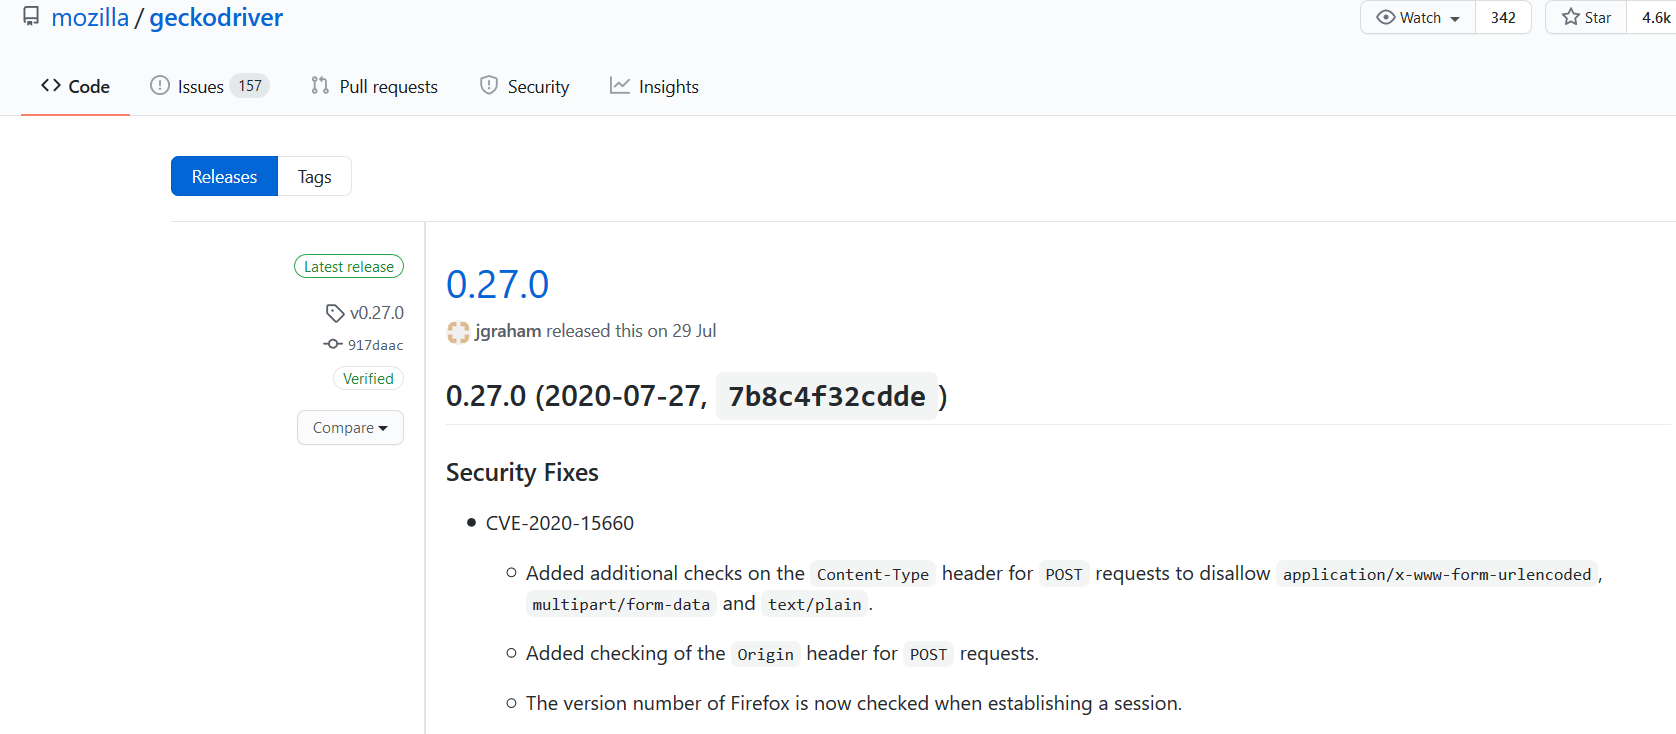 mozilla / geckodriver
Watch 342 Star 4.6k
Code Issues 157 Pull requests Security Insights
Releases Tags
Latest release
v0.27.0
917daac
Verified
Compare
0.27.0
jgraham released this on 29 Jul
0.27.0 (2020-07-27, 7b8c4f32cdde )
Security Fixes
CVE-2020-15660
Added additional checks on the Content-Type header for POST requests to disallow application/x-www-form-urlencoded ,
multipart/form-data and text/plain .
Added checking of the Origin header for POST requests.
The version number of Firefox is now checked when establishing a session.